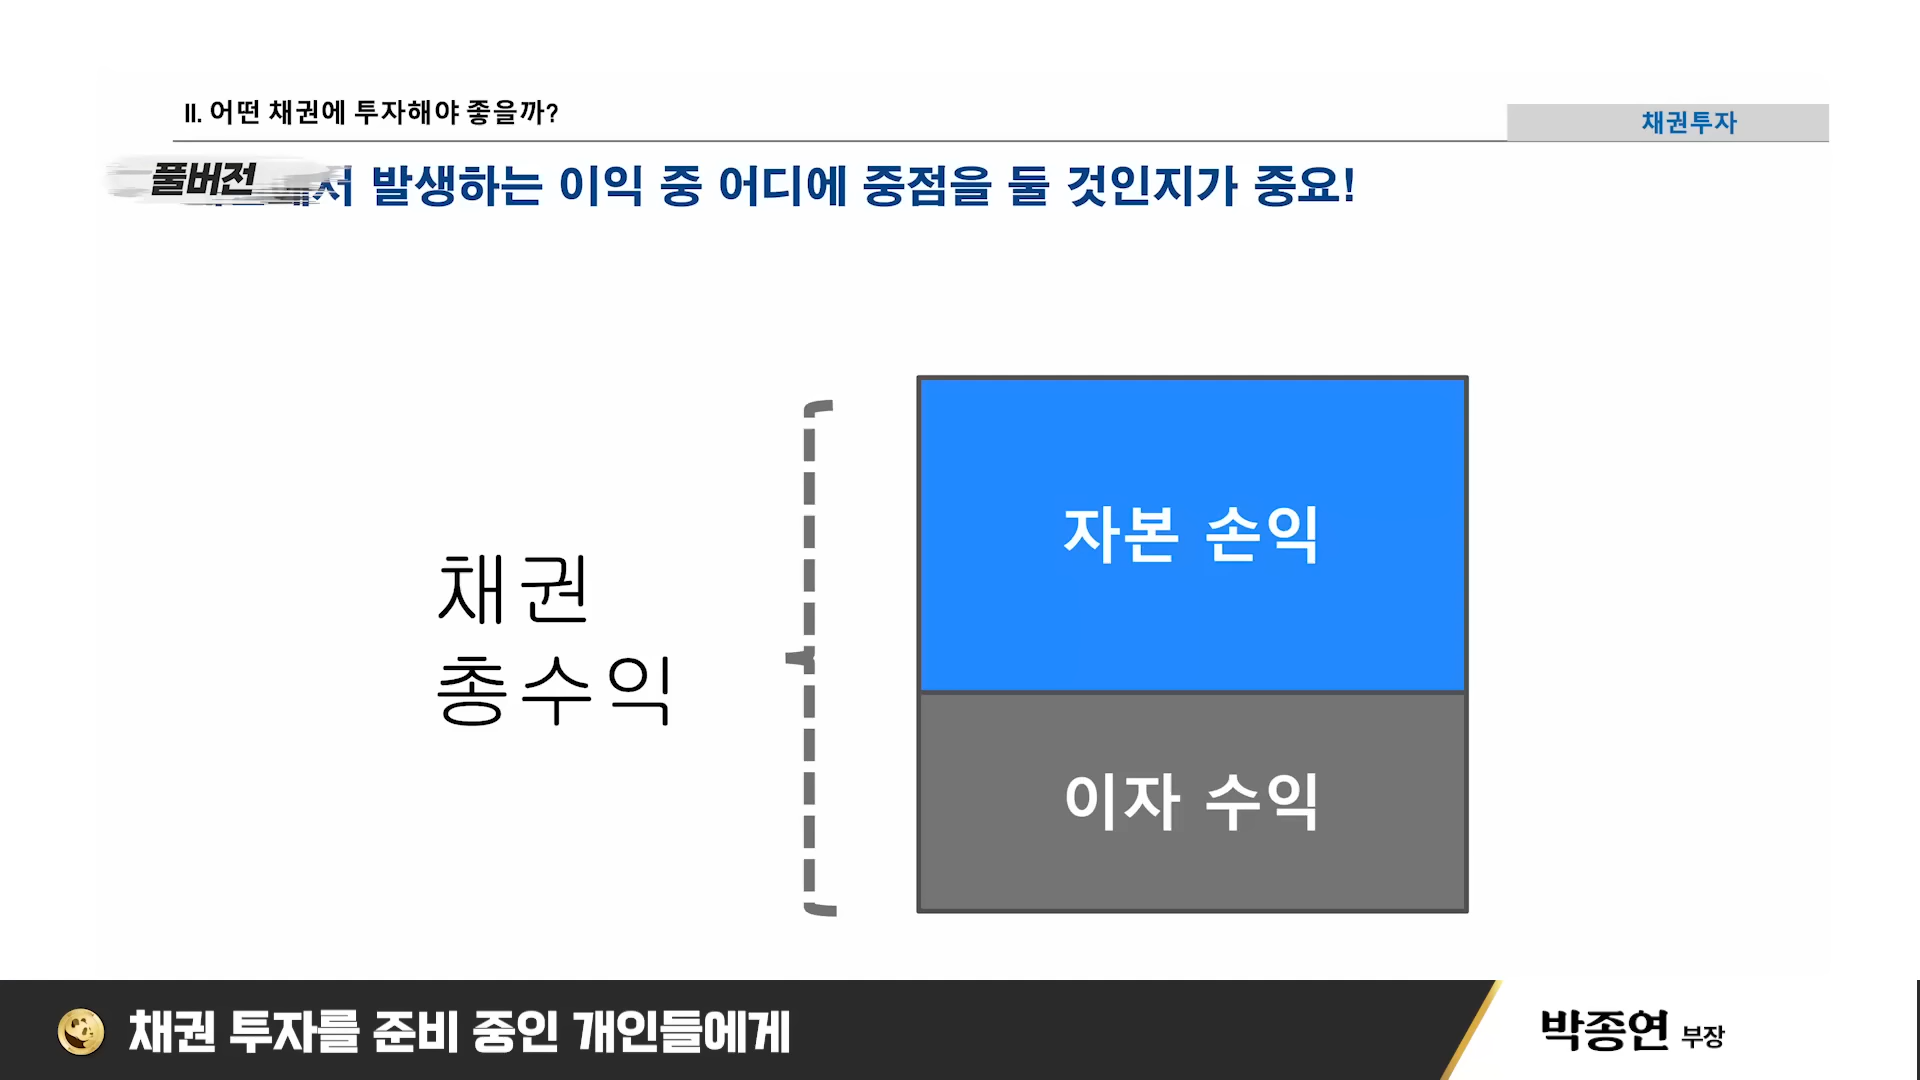 II. 어떤 채권에 투자해야 좋을까?
채권투자
풀버전
발생하는 이익 중 어디에 중점을 둘 것인지가 중요!
채권
총수익
자본 손익
이자 수익
채권 투자를 준비 중인 개인들에게
박종연 부장